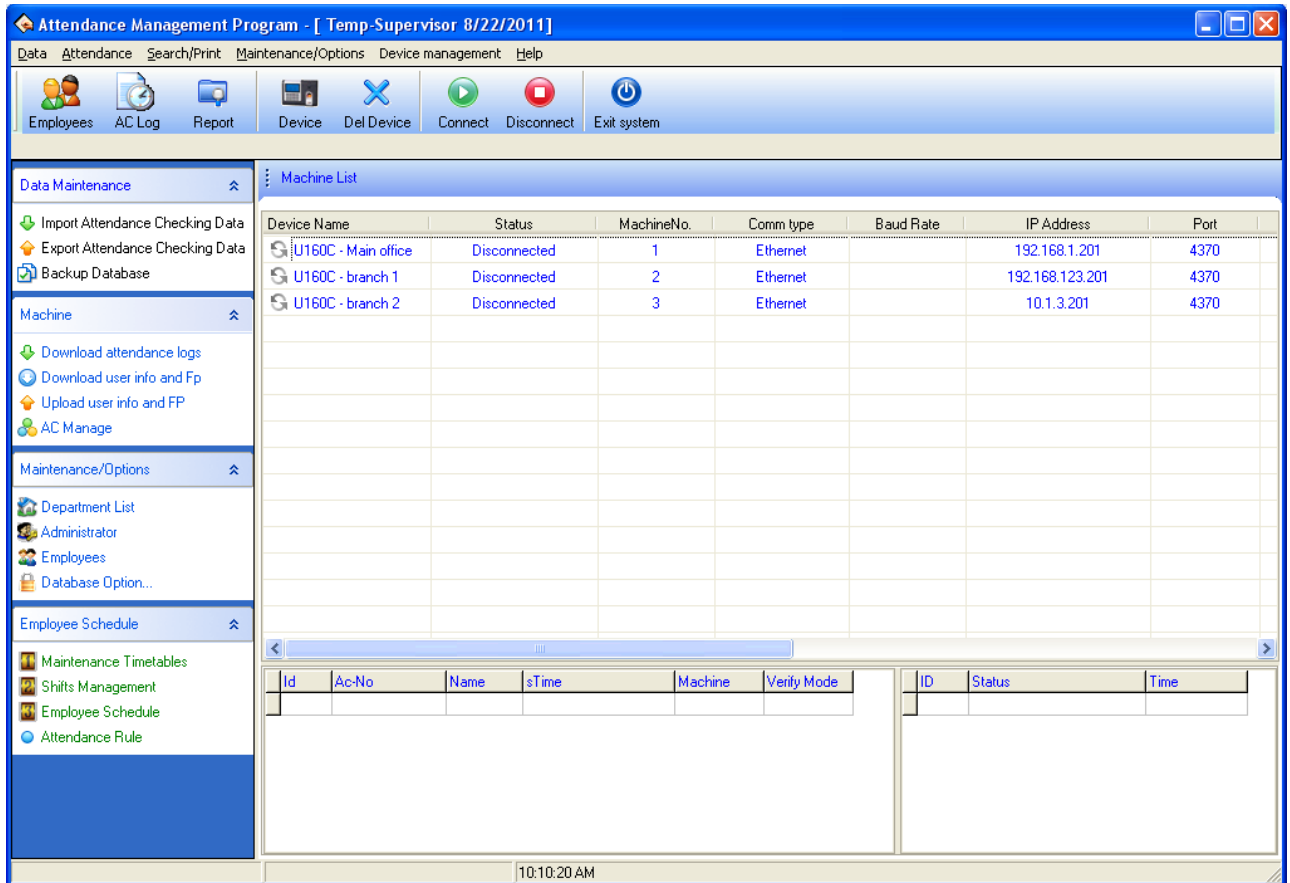 Attendance Management Program - [ Temp-Supervisor 8/22/2011]
Data Attendance Search/Print Maintenance/Options Device management Help
Employees AC Log Report Device Del Device Connect Disconnect Exit system
Data Maintenance
Import Attendance Checking Data
Export Attendance Checking Data
Backup Database
Machine
Download attendance logs
Download user info and Fp
Upload user info and FP
AC Manage
Maintenance/Options
Department List
Administrator
Employees
Database Option...
Employee Schedule
Maintenance Timetables
Shifts Management
Employee Schedule
Attendance Rule
Machine List
Device Name Status MachineNo. Comm type Baud Rate IP Address Port
U160C - Main office Disconnected 1 Ethernet 192.168.1.201 4370
U160C - branch 1 Disconnected 2 Ethernet 192.168.123.201 4370
U160C - branch 2 Disconnected 3 Ethernet 10.1.3.201 4370
Id Ac-No Name sTime Machine Verify Mode
ID Status Time
10:10:20 AM